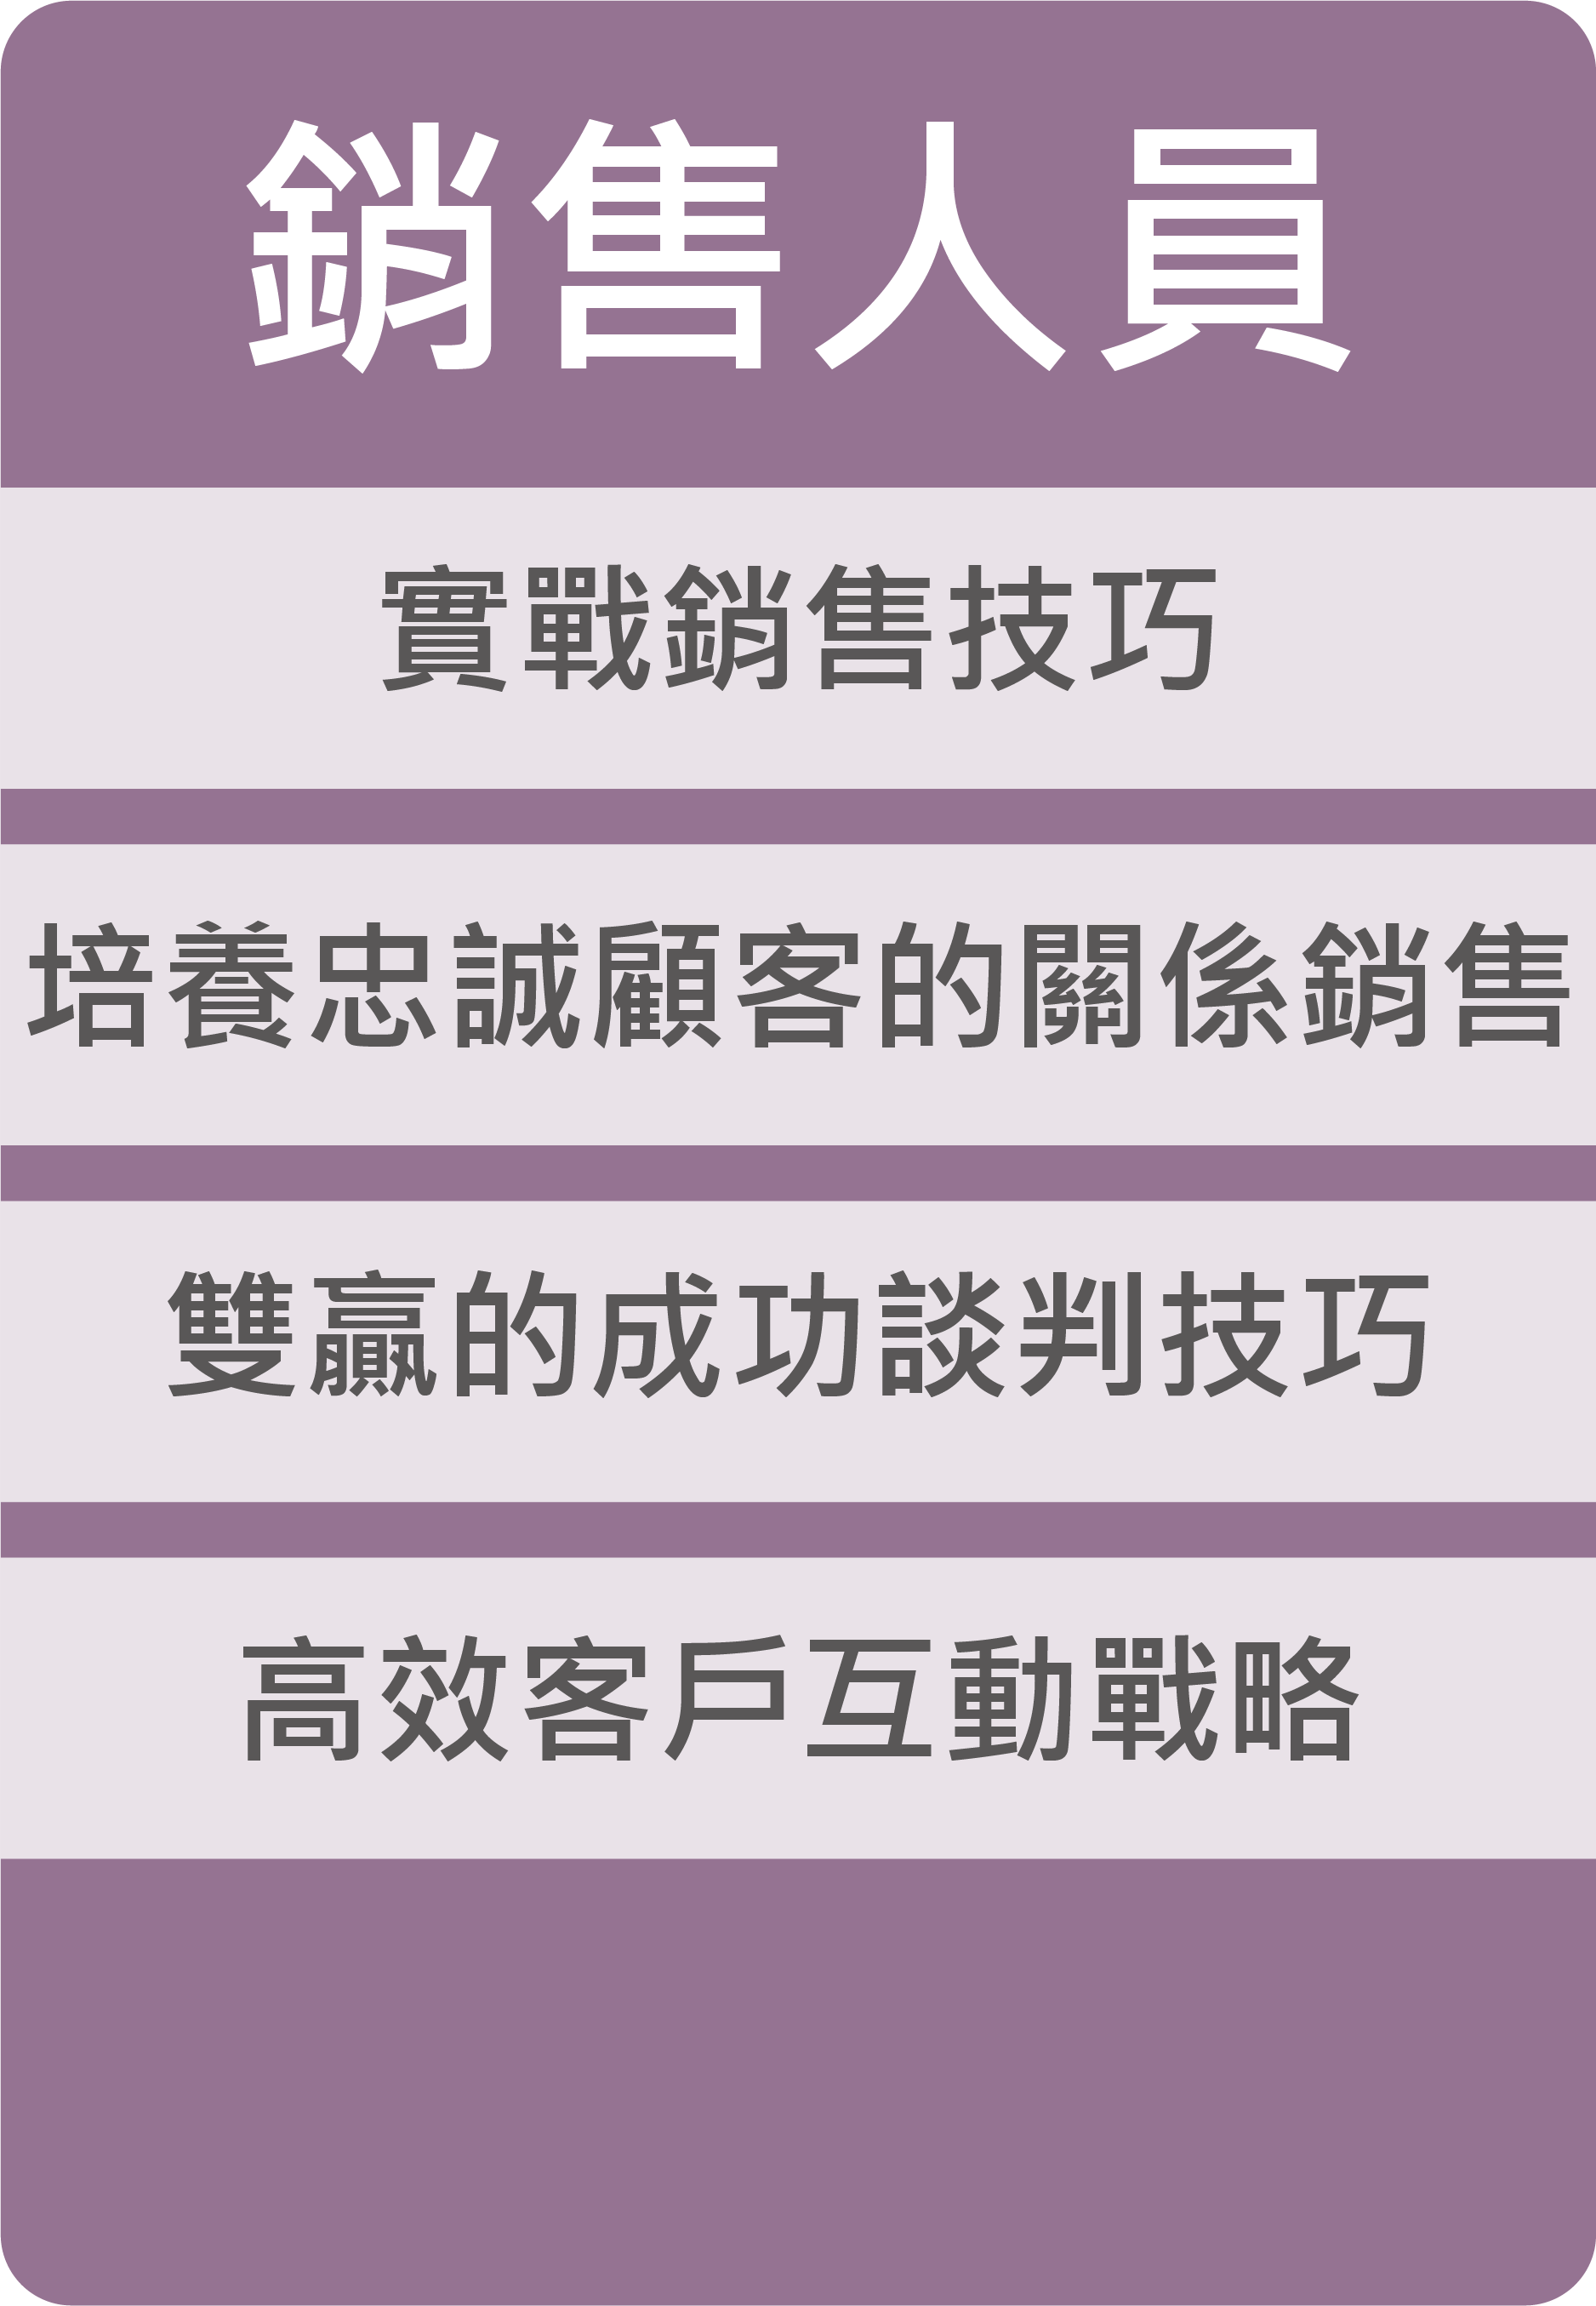 銷售人員
實戰銷售技巧
培養忠誠顧客的關係銷售
雙贏的成功談判技巧
高效客戶互動戰略